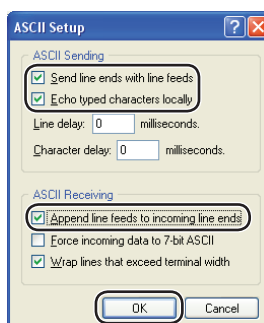 ASCII Setup
ASCII Sending
Send line ends with line feeds
Echo typed characters locally
Line delay: 0 milliseconds.
Character delay: 0 milliseconds.
ASCII Receiving
Append line feeds to incoming line ends
Force incoming data to 7-bit ASCII
Wrap lines that exceed terminal width
OK Cancel